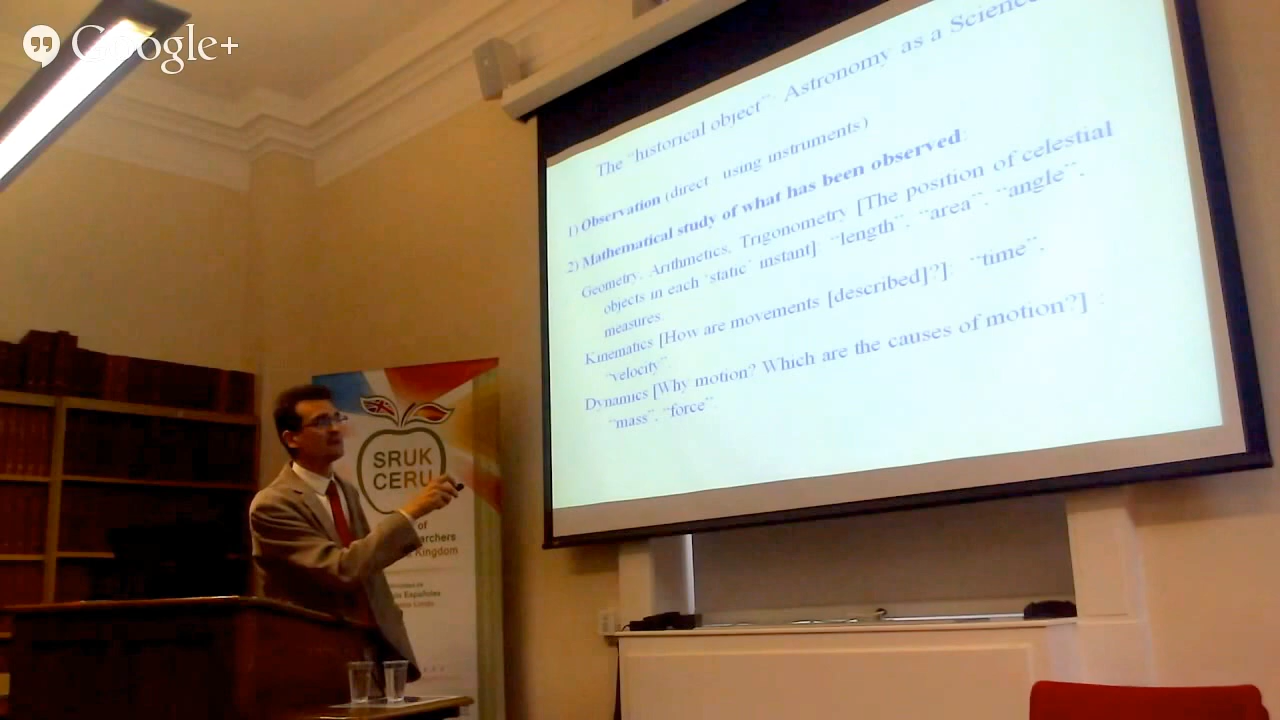 Google+
The "historical object": Astronomy as a Science
1) Observation (direct using instruments)
2) Mathematical study of what has been observed:
Geometry, Arithmetics, Trigonometry [The position of celestial
objects in each 'static' instant]: "length", "area", "angle",
measures.
Kinematics [How are movements [described]?]: "time",
"velocity".
Dynamics [Why motion? Which are the causes of motion?] :
"mass", "force".
SRUK
CERU
of
Kingdom
Españoles